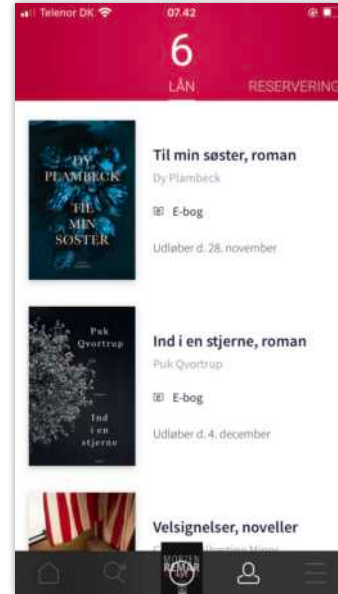 Telenor DK
07.42
6
LÅN
RESERVERING
DY
PLAMBECK
TIL
MIN
SØSTER
Til min søster, roman
Dy Plambeck
E-bog
Udløber d. 28. november
Puk
Qvortrup
Ind
i en
stjerne
Ind i en stjerne, roman
Puk Qvortrup
E-bog
Udløber d. 4. december
Velsignelser, noveller
MORTEN
REMAR